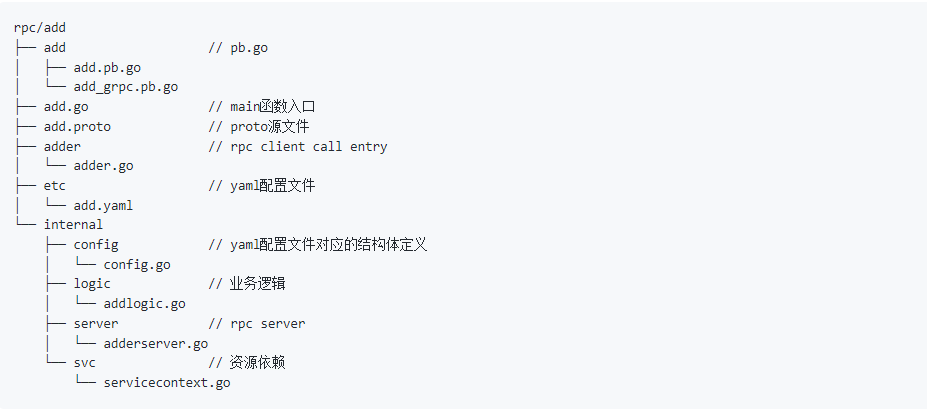 rpc/add
├── add                   // pb.go
│   ├── add.pb.go
│   └── add_grpc.pb.go
├── add.go                // main函数入口
├── add.proto             // proto源文件
├── adder                 // rpc client call entry
│   └── adder.go
├── etc                   // yaml配置文件
│   └── add.yaml
└── internal
    ├── config            // yaml配置文件对应的结构体定义
    │   └── config.go
    ├── logic             // 业务逻辑
    │   └── addlogic.go
    ├── server            // rpc server
    │   └── adderserver.go
    └── svc               // 资源依赖
        └── servicecontext.go